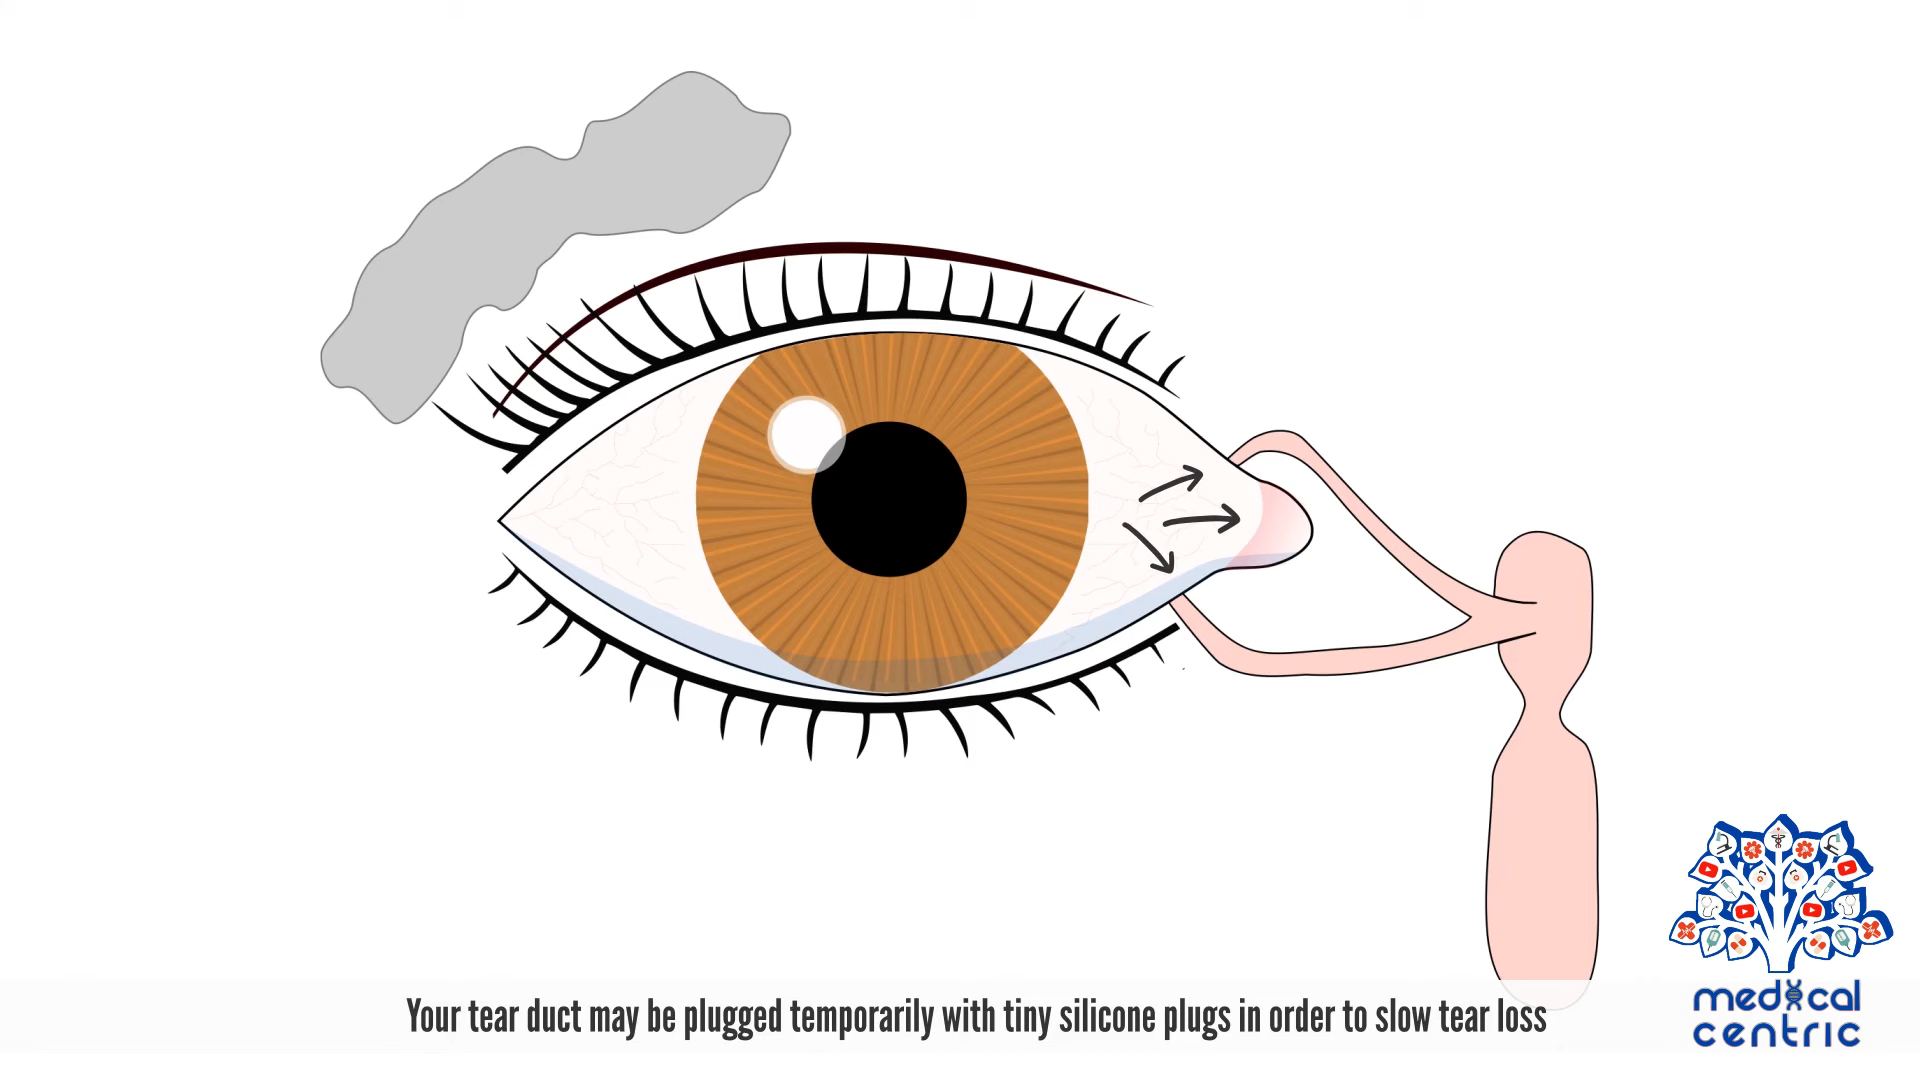 Your tear duct may be plugged temporarily with tiny silicone plugs in order to slow tear loss
medical
centric